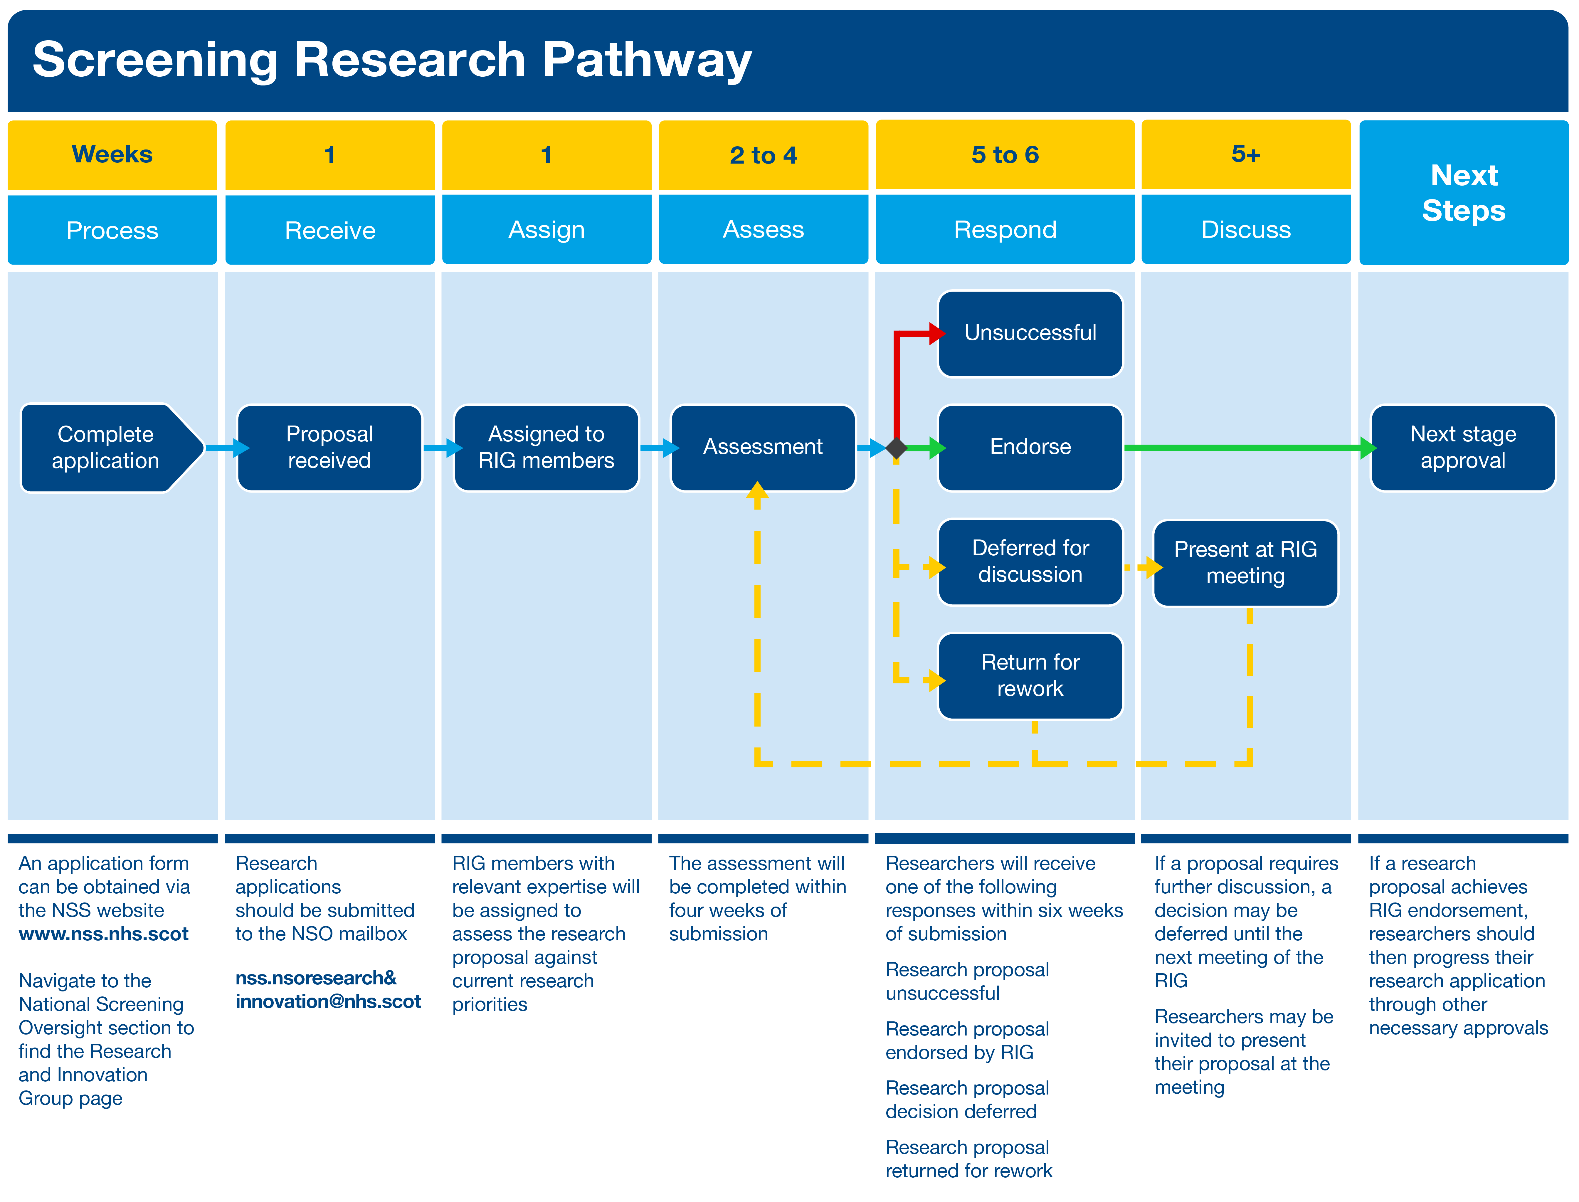 Screening Research Pathway
Weeks
1
1
2 to 4
5 to 6
5+
Next
Steps
Process
Receive
Assign
Assess
Respond
Discuss
Complete
application
Proposal
received
Assigned to
RIG members
Assessment
Unsuccessful
Endorse
Deferred for
discussion
Return for
rework
Present at RIG
meeting
Next stage
approval
An application form
can be obtained via
the NSS website
www.nss.nhs.scot
Navigate to the
National Screening
Oversight section to
find the Research
and Innovation
Group page
Research
applications
should be submitted
to the NSO mailbox
nss.nsoresearch&
innovation@nhs.scot
RIG members with
relevant expertise will
be assigned to
assess the research
proposal against
current research
priorities
The assessment will
be completed within
four weeks of
submission
Researchers will receive
one of the following
responses within six weeks
of submission
Research proposal
unsuccessful
Research proposal
endorsed by RIG
Research proposal
decision deferred
Research proposal
returned for rework
If a proposal requires
further discussion, a
decision may be
deferred until the
next meeting of the
RIG
Researchers may be
invited to present
their proposal at the
meeting
If a research
proposal achieves
RIG endorsement,
researchers should
then progress their
research application
through other
necessary approvals